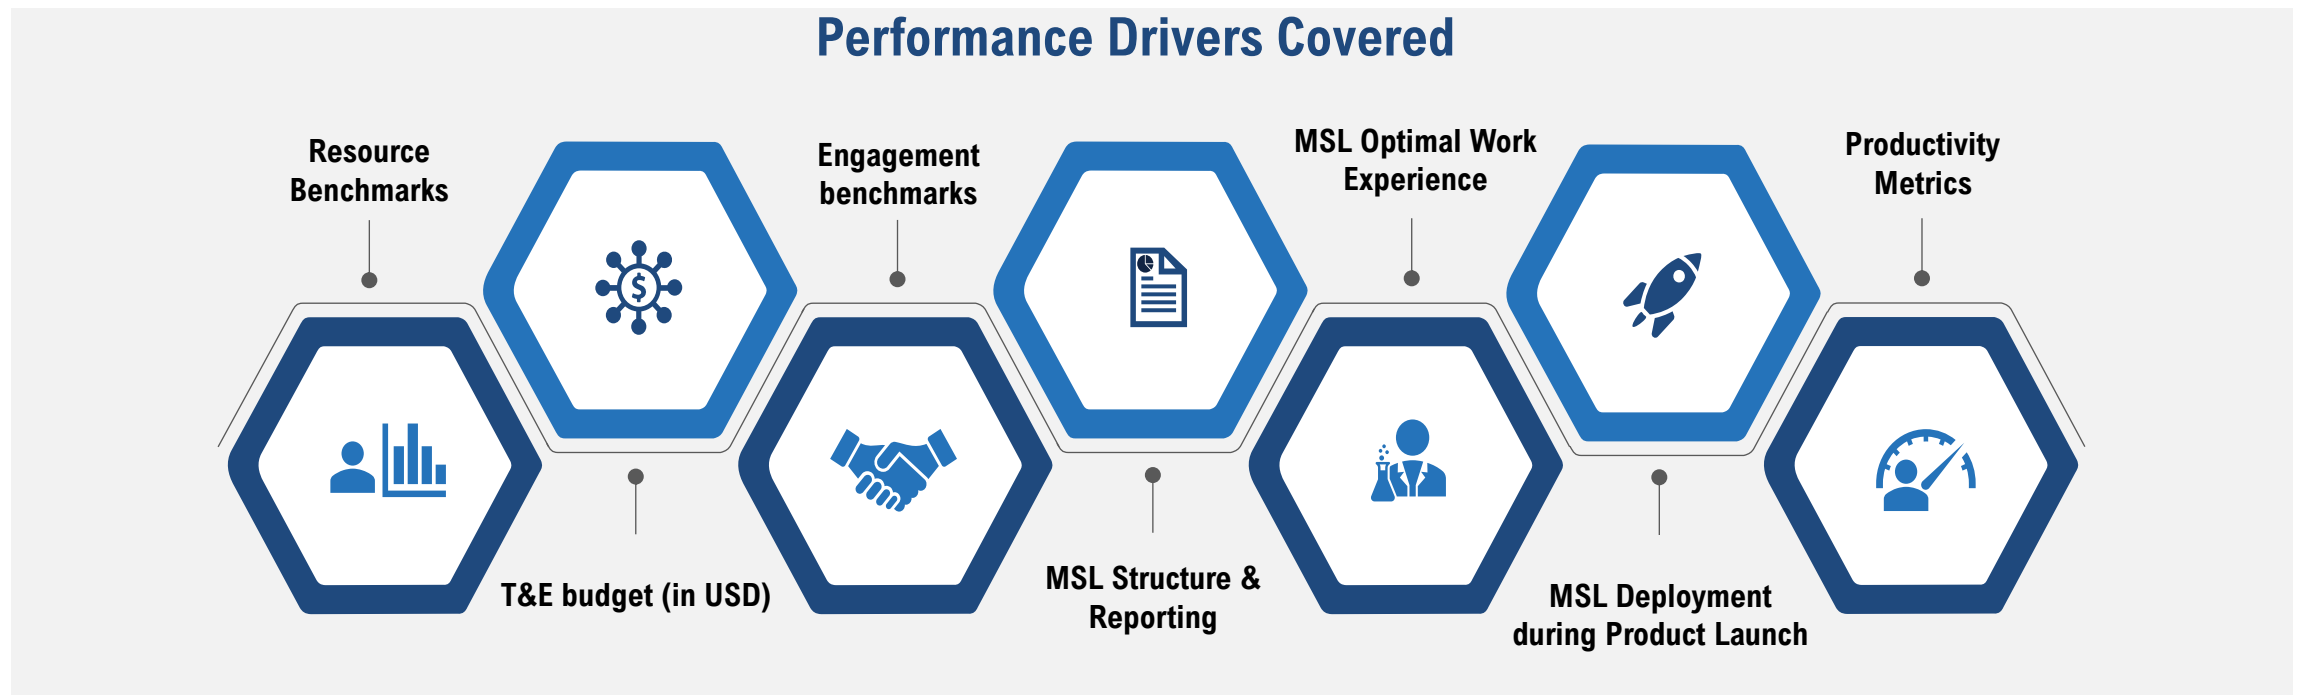 Performance Drivers Covered
Resource
Benchmarks
$
T&E budget (in USD)
Engagement
benchmarks
MSL Structure &
Reporting
MSL Optimal Work
Experience
MSL Deployment
during Product Launch
Productivity
Metrics